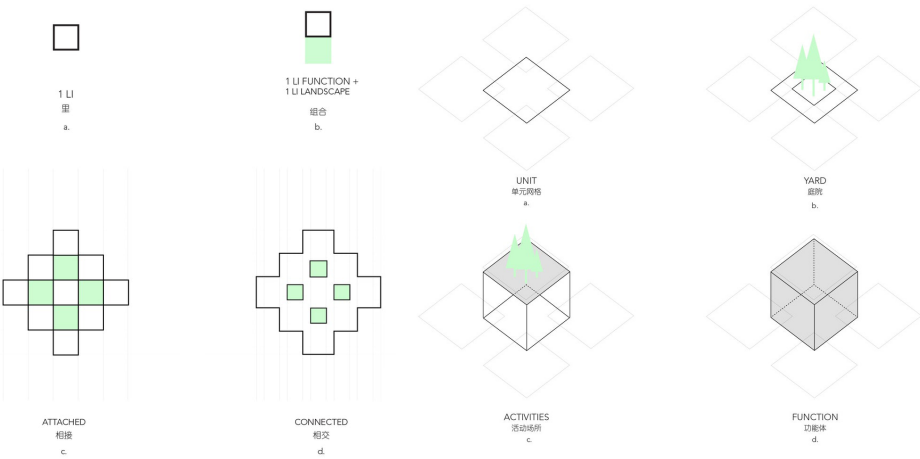 1 LI
里
a.
1 LI FUNCTION +
1 LI LANDSCAPE
组合
b.
UNIT
单元网格
a.
YARD
庭院
b.
ATTACHED
相接
c.
CONNECTED
相交
d.
ACTIVITIES
活动场所
c.
FUNCTION
功能体
d.